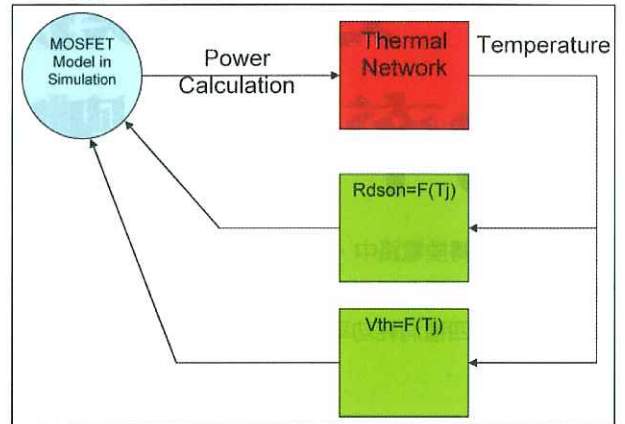 MOSFET
Model in
Simulation
Power
Calculation
Thermal
Network
Temperature
Rdson=F(Tj)
Vth=F(Tj)